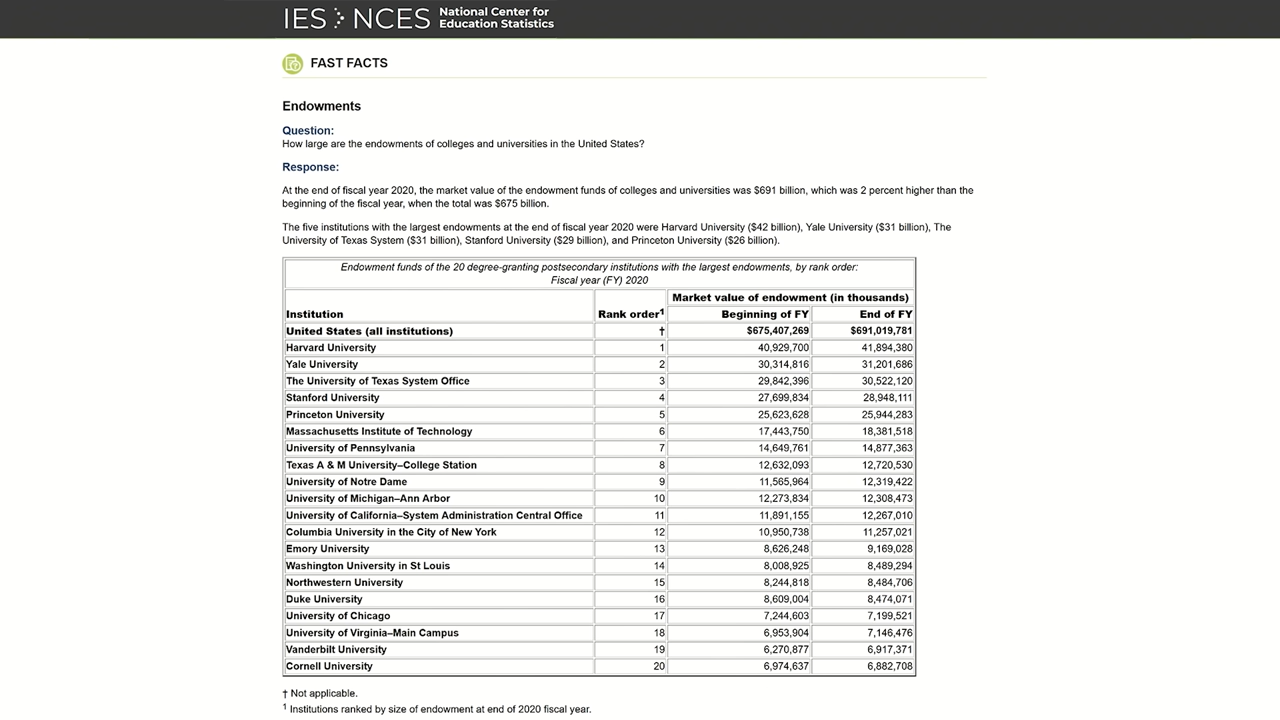 IES NCES National Center for
Education Statistics
FAST FACTS
Endowments
Question:
How large are the endowments of colleges and universities in the United States?
Response:
At the end of fiscal year 2020, the market value of the endowment funds of colleges and universities was $691 billion, which was 2 percent higher than the
beginning of the fiscal year, when the total was $675 billion.
The five institutions with the largest endowments at the end of fiscal year 2020 were Harvard University ($42 billion), Yale University ($31 billion), The
University of Texas System ($31 billion), Stanford University ($29 billion), and Princeton University ($26 billion).
Endowment funds of the 20 degree-granting postsecondary institutions with the largest endowments, by rank order:
Fiscal year (FY) 2020
Market value of endowment (in thousands)
Institution Rank order1 Beginning of FY End of FY
United States (all institutions) † $675,407,269 $691,019,781
Harvard University 1 40,929,700 41,894,380
Yale University 2 30,314,816 31,201,686
The University of Texas System Office 3 29,842,396 30,522,120
Stanford University 4 27,699,834 28,948,111
Princeton University 5 25,623,628 25,944,283
Massachusetts Institute of Technology 6 17,443,750 18,381,518
University of Pennsylvania 7 14,649,761 14,877,363
Texas A & M University–College Station 8 12,632,093 12,720,530
University of Notre Dame 9 11,565,964 12,319,422
University of Michigan–Ann Arbor 10 12,273,834 12,308,473
University of California–System Administration Central Office 11 11,891,155 12,267,010
Columbia University in the City of New York 12 10,950,738 11,257,021
Emory University 13 8,626,248 9,169,028
Washington University in St Louis 14 8,008,925 8,489,294
Northwestern University 15 8,244,818 8,484,706
Duke University 16 8,609,004 8,474,071
University of Chicago 17 7,244,603 7,199,521
University of Virginia–Main Campus 18 6,953,904 7,146,476
Vanderbilt University 19 6,270,877 6,917,371
Cornell University 20 6,974,637 6,882,708
† Not applicable.
1 Institutions ranked by size of endowment at end of 2020 fiscal year.